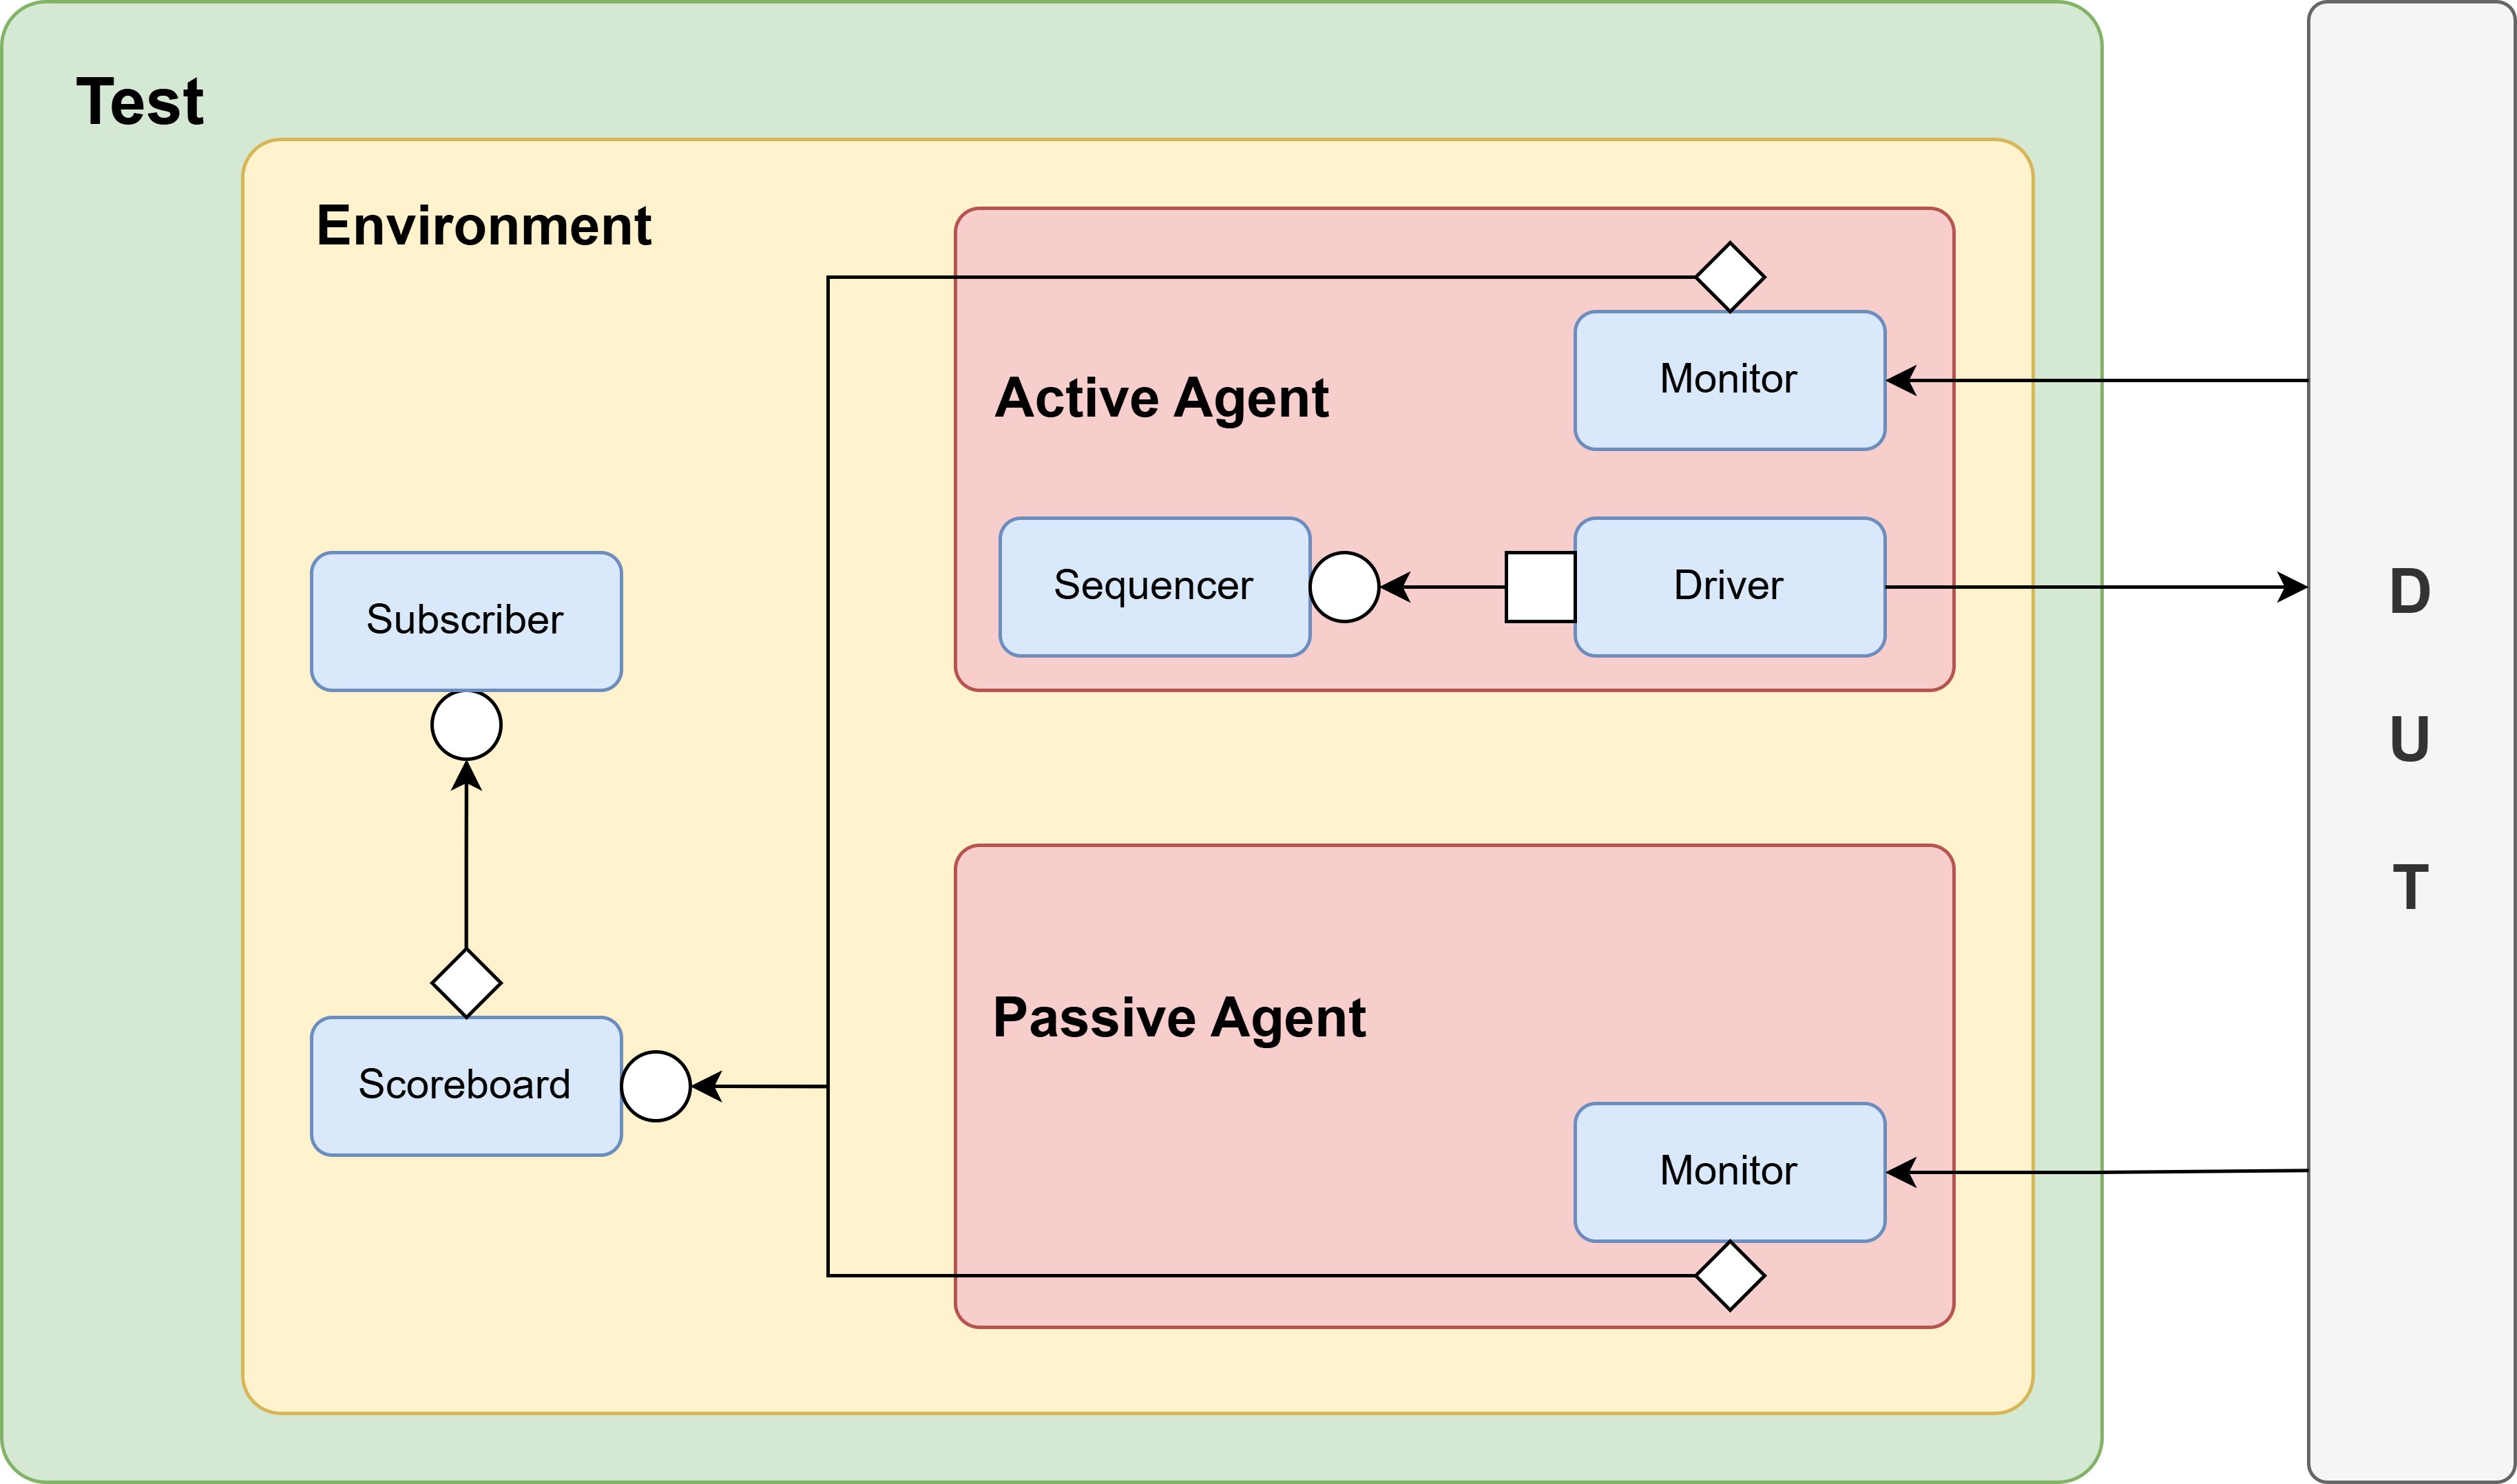 Test
Environment
Active Agent
Monitor
Sequencer
Driver
Subscriber
Scoreboard
Passive Agent
Monitor
D
U
T